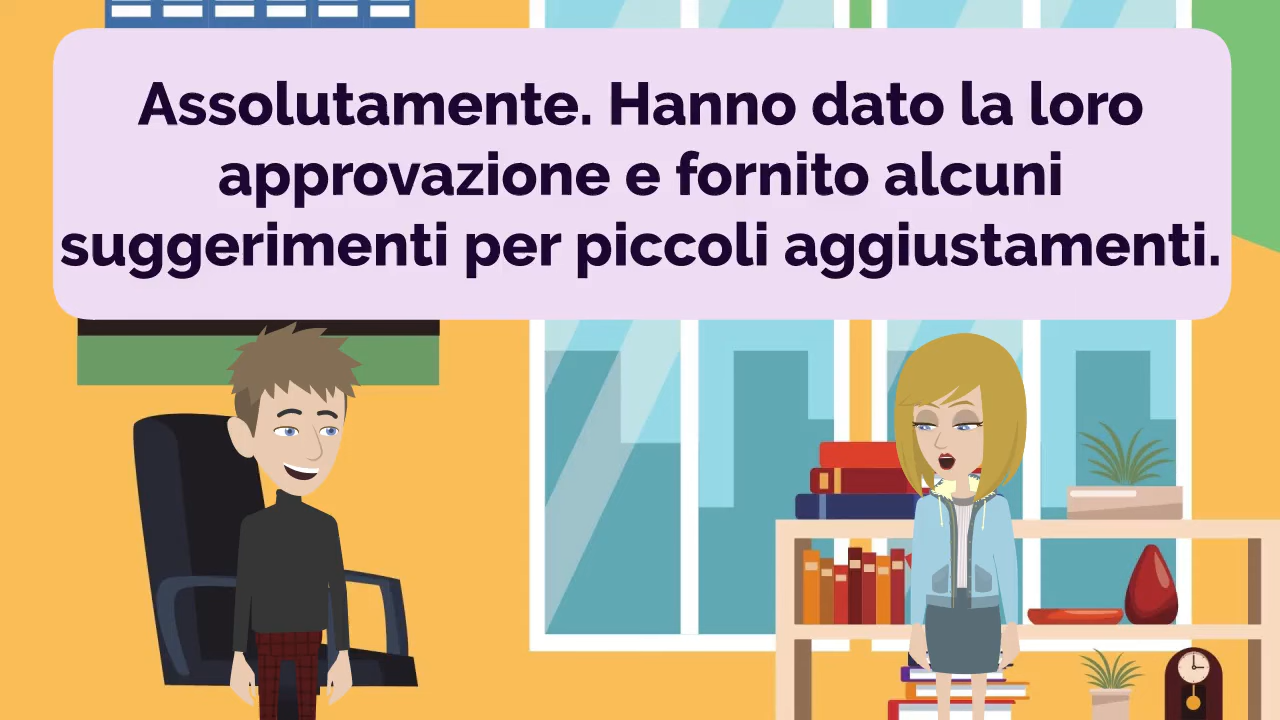 Assolutamente. Hanno dato la loro
approvazione e fornito alcuni
suggerimenti per piccoli aggiustamenti.